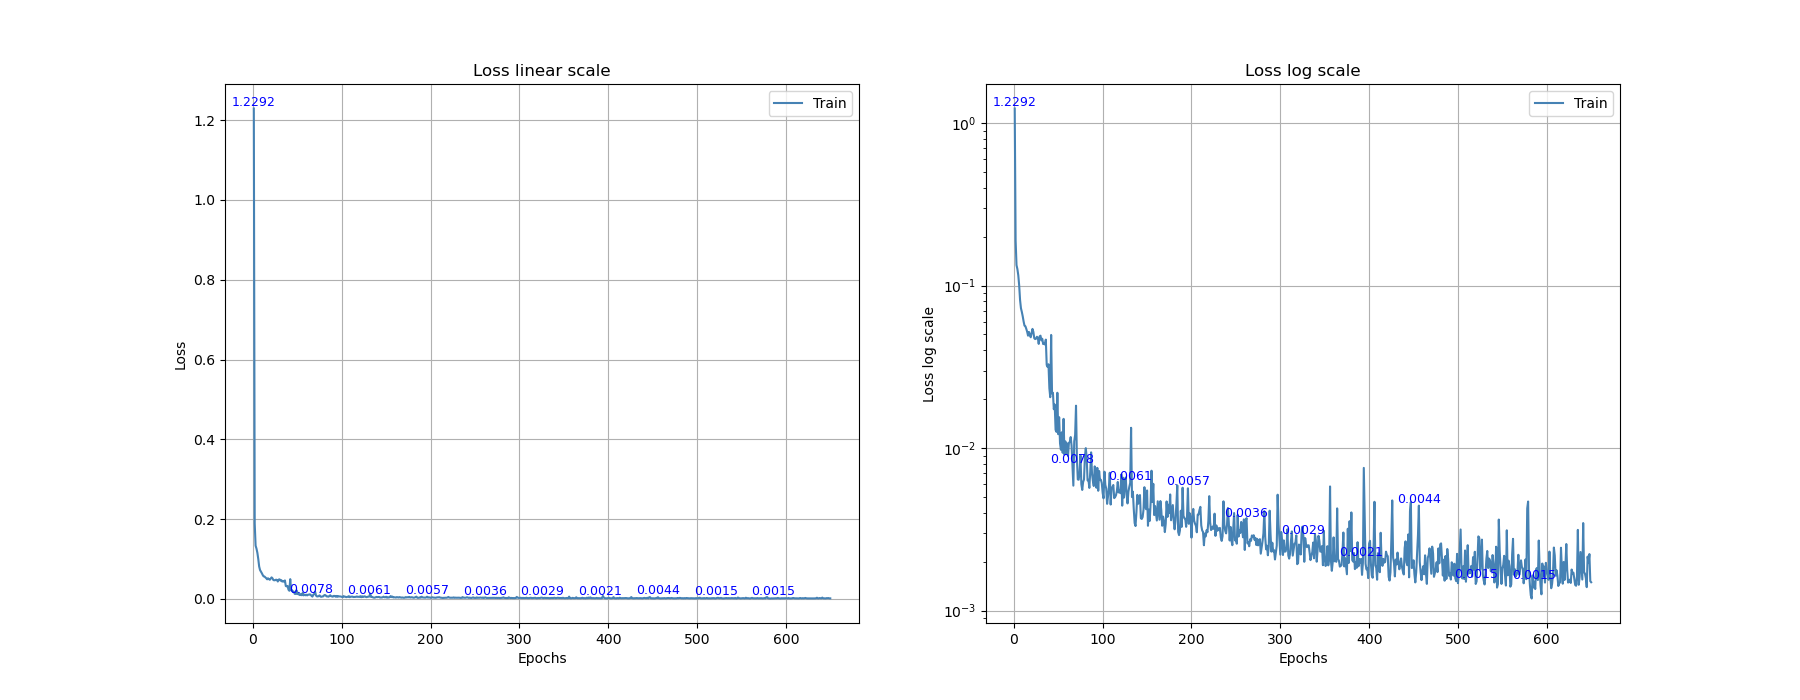 Loss linear scale
1.2292
Train
1.2
1.0
0.8
0.6
0.4
0.2
0.0
Loss
0.0078 0.0061 0.0057 0.0036 0.0029 0.0021 0.0044 0.0015 0.0015
0 100 200 300 400 500 600
Epochs
Loss log scale
1.2292
Train
10⁰
10⁻¹
10⁻²
10⁻³
Loss log scale
0.0078
0.0061
0.0057
0.0036
0.0029
0.0021
0.0044
0.0015
0.0015
0 100 200 300 400 500 600
Epochs